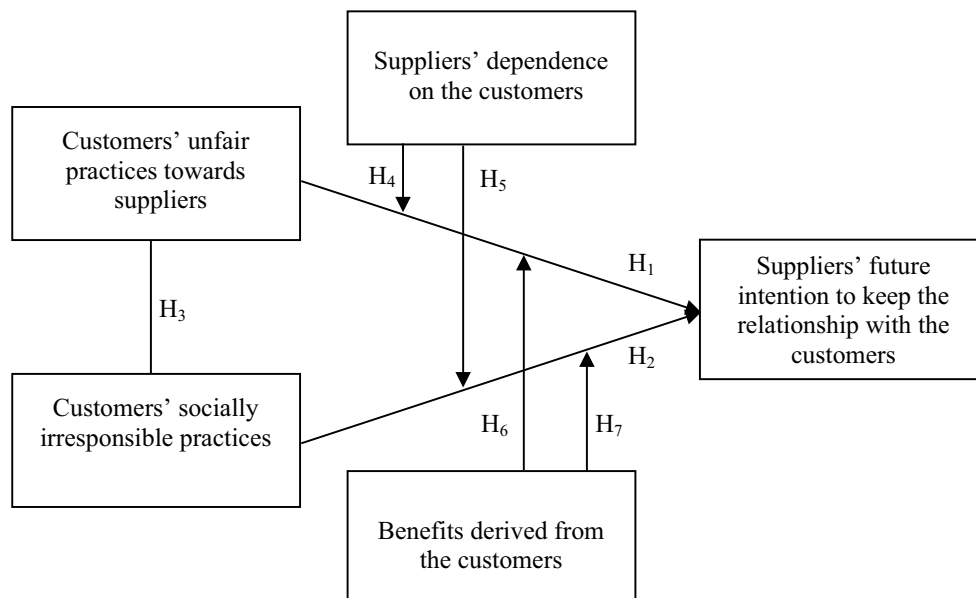 Suppliers’ dependence
on the customers
Customers’ unfair
practices towards
suppliers
H4
H5
H1
Suppliers’ future
intention to keep the
relationship with the
customers
H3
H2
Customers’ socially
irresponsible practices
H6
H7
Benefits derived from
the customers